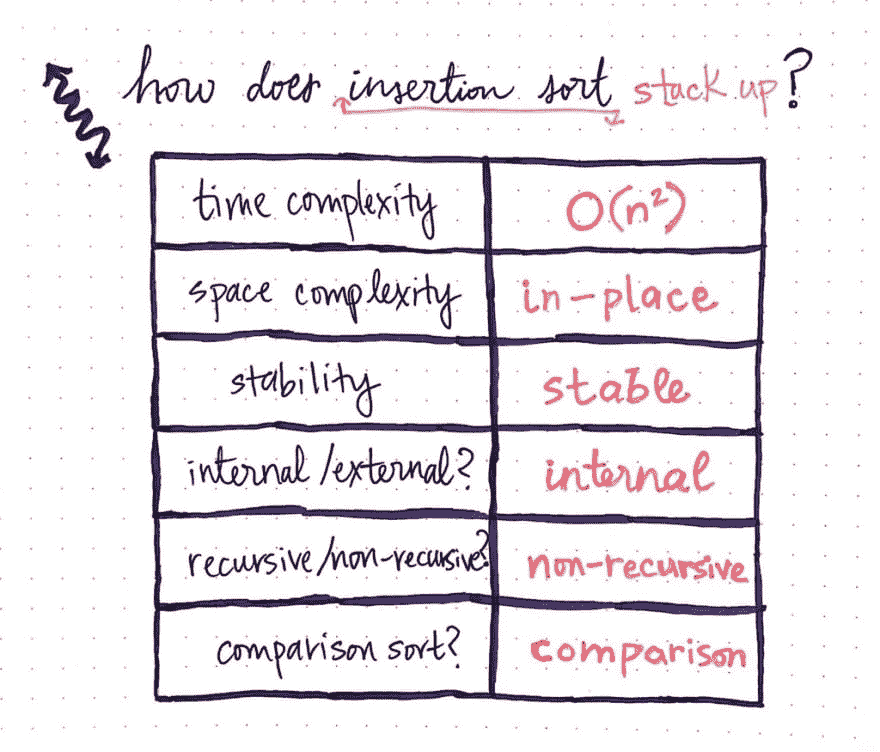 how does insertion sort stack up?
time complexity O(n²)
space complexity in-place
stability stable
internal/external? internal
recursive/non-recursive? non-recursive
comparison sort? comparison